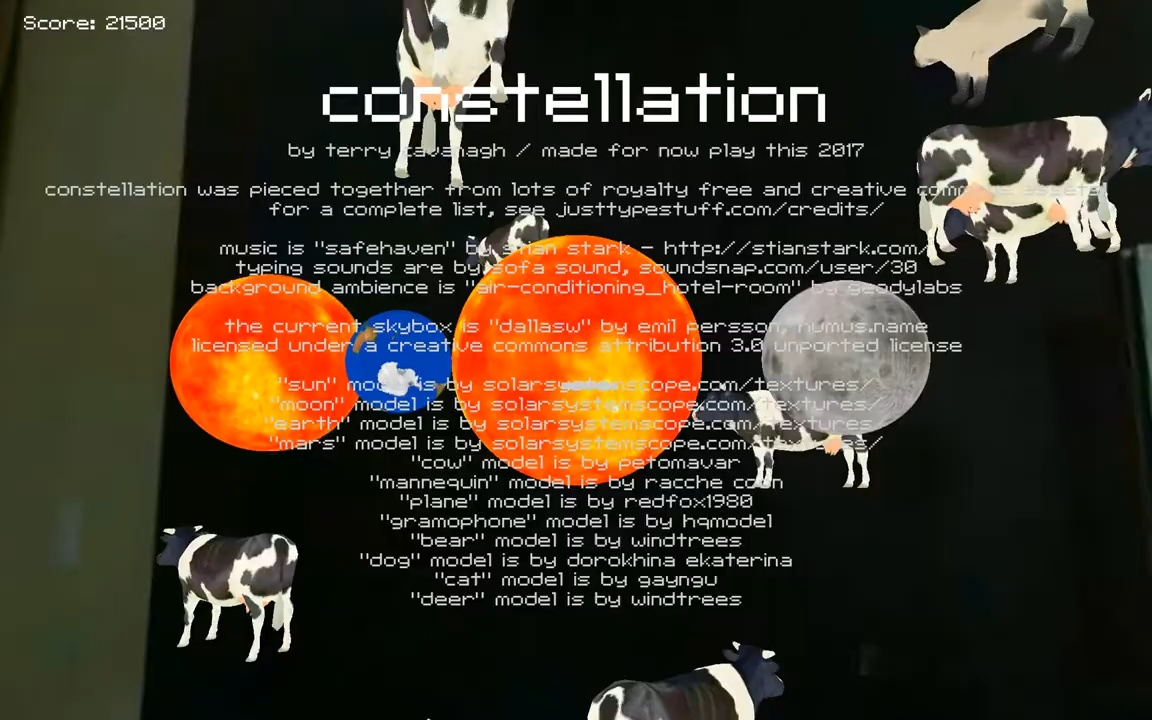 Score: 21500
constellation
by terry cavanagh / made for now play this 2017
constellation was pieced together from lots of royalty free and creative commons assets
for a complete list, see justtypestuff.com/credits/
music is "safehaven" by stian stark - http://stianstark.com/
typing sounds are by sofa sound, soundsnap.com/user/30
background ambience is "air-conditioning_hotel-room" by geodylabs
the current skybox is "dallasw" by emil persson, humus.name
licensed under a creative commons attribution 3.0 unported license
"sun" model is by solarsystemscope.com/textures/
"moon" model is by solarsystemscope.com/textures/
"earth" model is by solarsystemscope.com/textures
"mars" model is by solarsystemscope.com/textures/
"cow" model is by petomavar
"mannequin" model is by racche coon
"plane" model is by redfox1980
"gramophone" model is by hqmodel
"bear" model is by windtrees
"dog" model is by dorokhina ekaterina
"cat" model is by gayngu
"deer" model is by windtrees